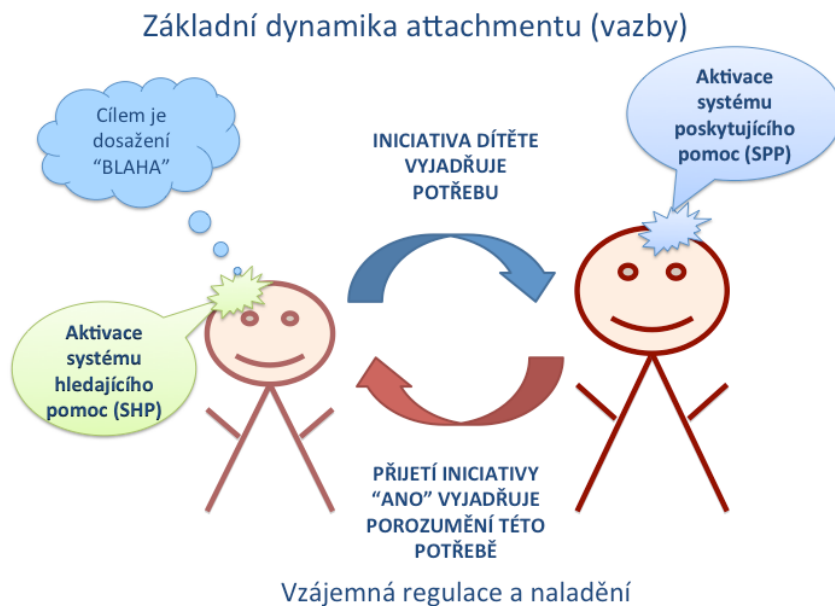 Základní dynamika attachmentu (vazby)
Cílem je
dosažení
“BLAHA”
INICIATIVA DÍTĚTE
VYJADŘUJE
POTŘEBU
Aktivace
systému
poskytujícího
pomoc (SPP)
Aktivace
systému
hledajícího
pomoc (SHP)
PŘIJETÍ INICIATIVY
“ANO” VYJADŘUJE
POROZUMĚNÍ TÉTO
POTŘEBĚ
Vzájemná regulace a naladění